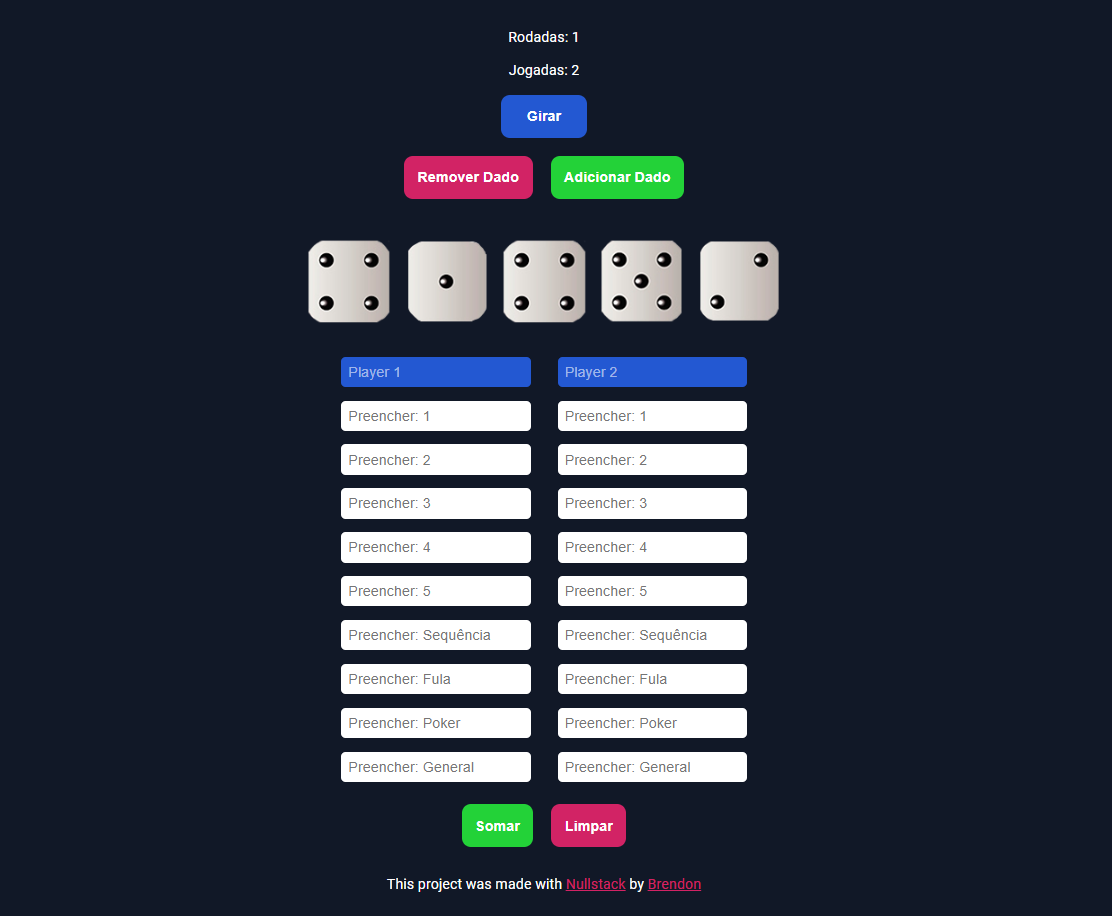 Rodadas: 1
Jogadas: 2
Girar
Remover Dado Adicionar Dado
Player 1 Player 2
Preencher: 1 Preencher: 1
Preencher: 2 Preencher: 2
Preencher: 3 Preencher: 3
Preencher: 4 Preencher: 4
Preencher: 5 Preencher: 5
Preencher: Sequência Preencher: Sequência
Preencher: Fula Preencher: Fula
Preencher: Poker Preencher: Poker
Preencher: General Preencher: General
Somar Limpar
This project was made with Nullstack by Brendon